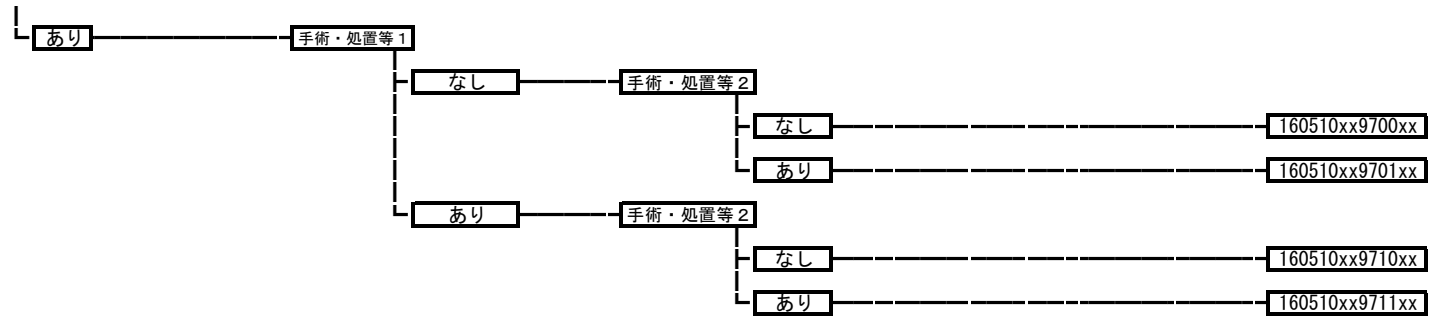 あり 手術・処置等1
なし 手術・処置等2
なし 160510xx9700xx
あり 160510xx9701xx
あり 手術・処置等2
なし 160510xx9710xx
あり 160510xx9711xx